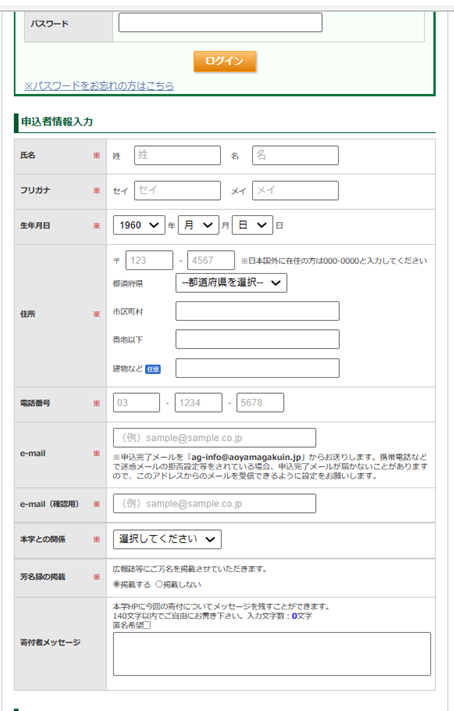 パスワード
ログイン
※パスワードをお忘れの方はこちら
申込者情報入力
氏名 ※ 姓 姓 名 名
フリガナ ※ セイ セイ メイ メイ
生年月日 ※ 1960 年 月 月 日 日
住所 ※
〒 123 - 4567 ※日本国外に在住の方は000-0000と入力してください
都道府県 --都道府県を選択--
市区町村
番地以下
建物など 任意
電話番号 ※ 03 - 1234 - 5678
e-mail ※
（例）sample@sample.co.jp
※申込完了メールを「ag-info@aoyamagakuin.jp」からお送りします。携帯電話など
で迷惑メールの拒否設定等をされている場合、申込完了メールが届かないことがあります
ので、このアドレスからのメールを受信できるように設定をお願いします。
e-mail（確認用） ※ （例）sample@sample.co.jp
本学との関係 ※ 選択してください
芳名録の掲載 ※
広報誌等にご芳名を掲載させていただきます。
掲載する 掲載しない
寄付者メッセージ
本学HPに今回の寄付についてメッセージを残すことができます。
140文字以内でご自由にお書き下さい。入力文字数：0文字
匿名希望